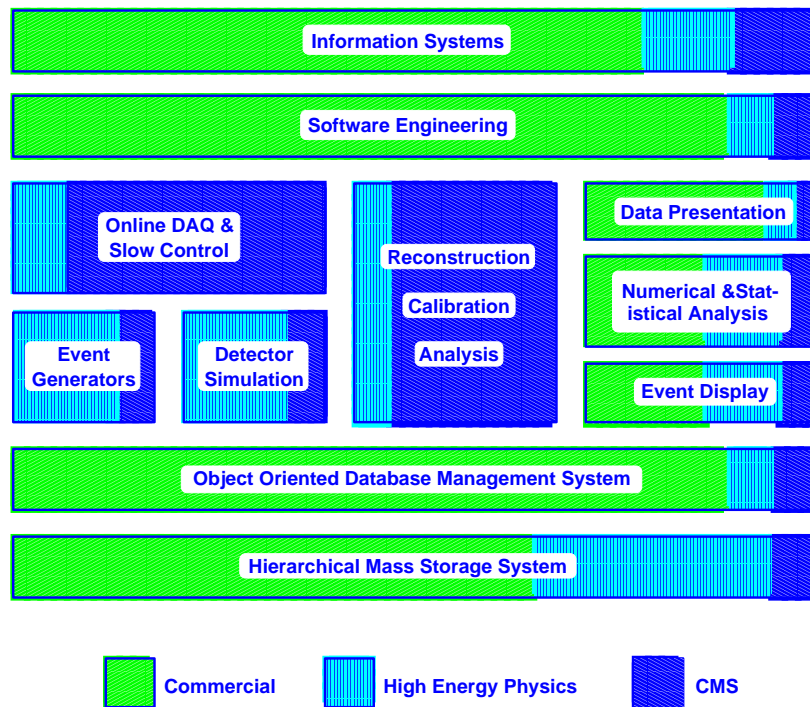 Information Systems
Software Engineering
Online DAQ &
Slow Control
Reconstruction
Calibration
Analysis
Data Presentation
Numerical &Stat-
istical Analysis
Event
Generators
Detector
Simulation
Event Display
Object Oriented Database Management System
Hierarchical Mass Storage System
Commercial
High Energy Physics
CMS